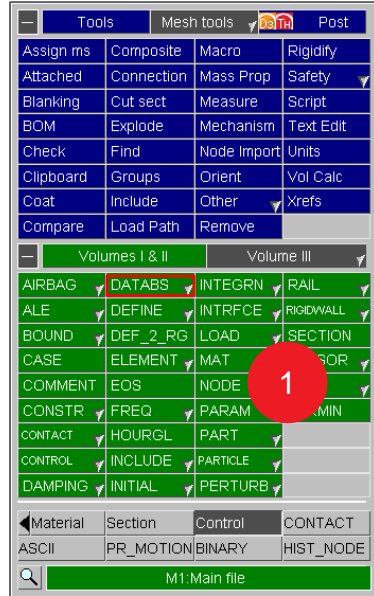 Tools Mesh tools D3 TH Post
Assign ms Composite Macro Rigidify
Attached Connection Mass Prop Safety
Blanking Cut sect Measure Script
BOM Explode Mechanism Text Edit
Check Find Node Import Units
Clipboard Groups Orient Vol Calc
Coat Include Other Xrefs
Compare Load Path Remove
Volumes I & II Volume III
AIRBAG DATABS INTEGRN RAIL
ALE DEFINE INTRFCE RIGIDWALL
BOUND DEF_2_RG LOAD SECTION
CASE ELEMENT MAT
COMMENT EOS NODE 1
CONSTR FREQ PARAM
CONTACT HOURGL PART
CONTROL INCLUDE PARTICLE
DAMPING INITIAL PERTURB
Material Section Control CONTACT
ASCII PR_MOTION BINARY HIST_NODE
M1:Main file